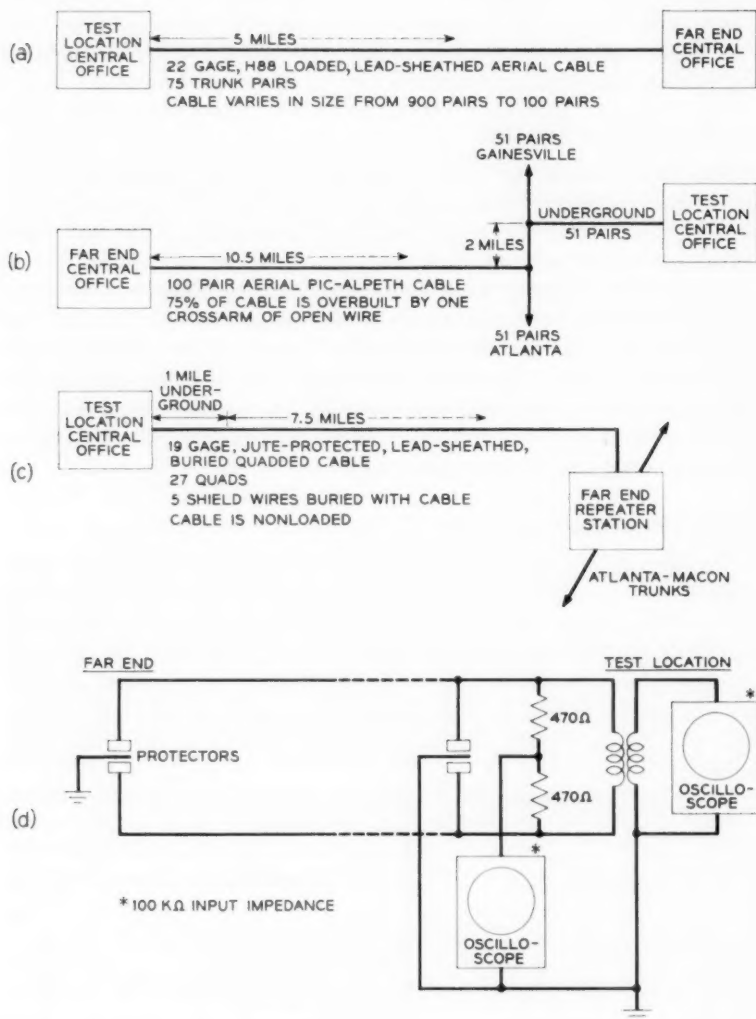 (a)
TEST
LOCATION
CENTRAL
OFFICE
5 MILES
22 GAGE, H88 LOADED, LEAD-SHEATHED AERIAL CABLE
75 TRUNK PAIRS
CABLE VARIES IN SIZE FROM 900 PAIRS TO 100 PAIRS
FAR END
CENTRAL
OFFICE
(b)
FAR END
CENTRAL
OFFICE
10.5 MILES
100 PAIR AERIAL PIC-ALPETH CABLE
75% OF CABLE IS OVERBUILT BY ONE
CROSSARM OF OPEN WIRE
51 PAIRS
GAINESVILLE
2 MILES
UNDERGROUND
51 PAIRS
TEST
LOCATION
CENTRAL
OFFICE
51 PAIRS
ATLANTA
(c)
TEST
LOCATION
CENTRAL
OFFICE
1 MILE
UNDER-
GROUND
7.5 MILES
19 GAGE, JUTE-PROTECTED, LEAD-SHEATHED,
BURIED QUADDED CABLE
27 QUADS
5 SHIELD WIRES BURIED WITH CABLE
CABLE IS NONLOADED
FAR END
REPEATER
STATION
ATLANTA-MACON
TRUNKS
(d)
FAR END
PROTECTORS
TEST LOCATION
470Ω
470Ω
*
OSCILLO-
SCOPE
*
OSCILLO-
SCOPE
* 100 KΩ INPUT IMPEDANCE